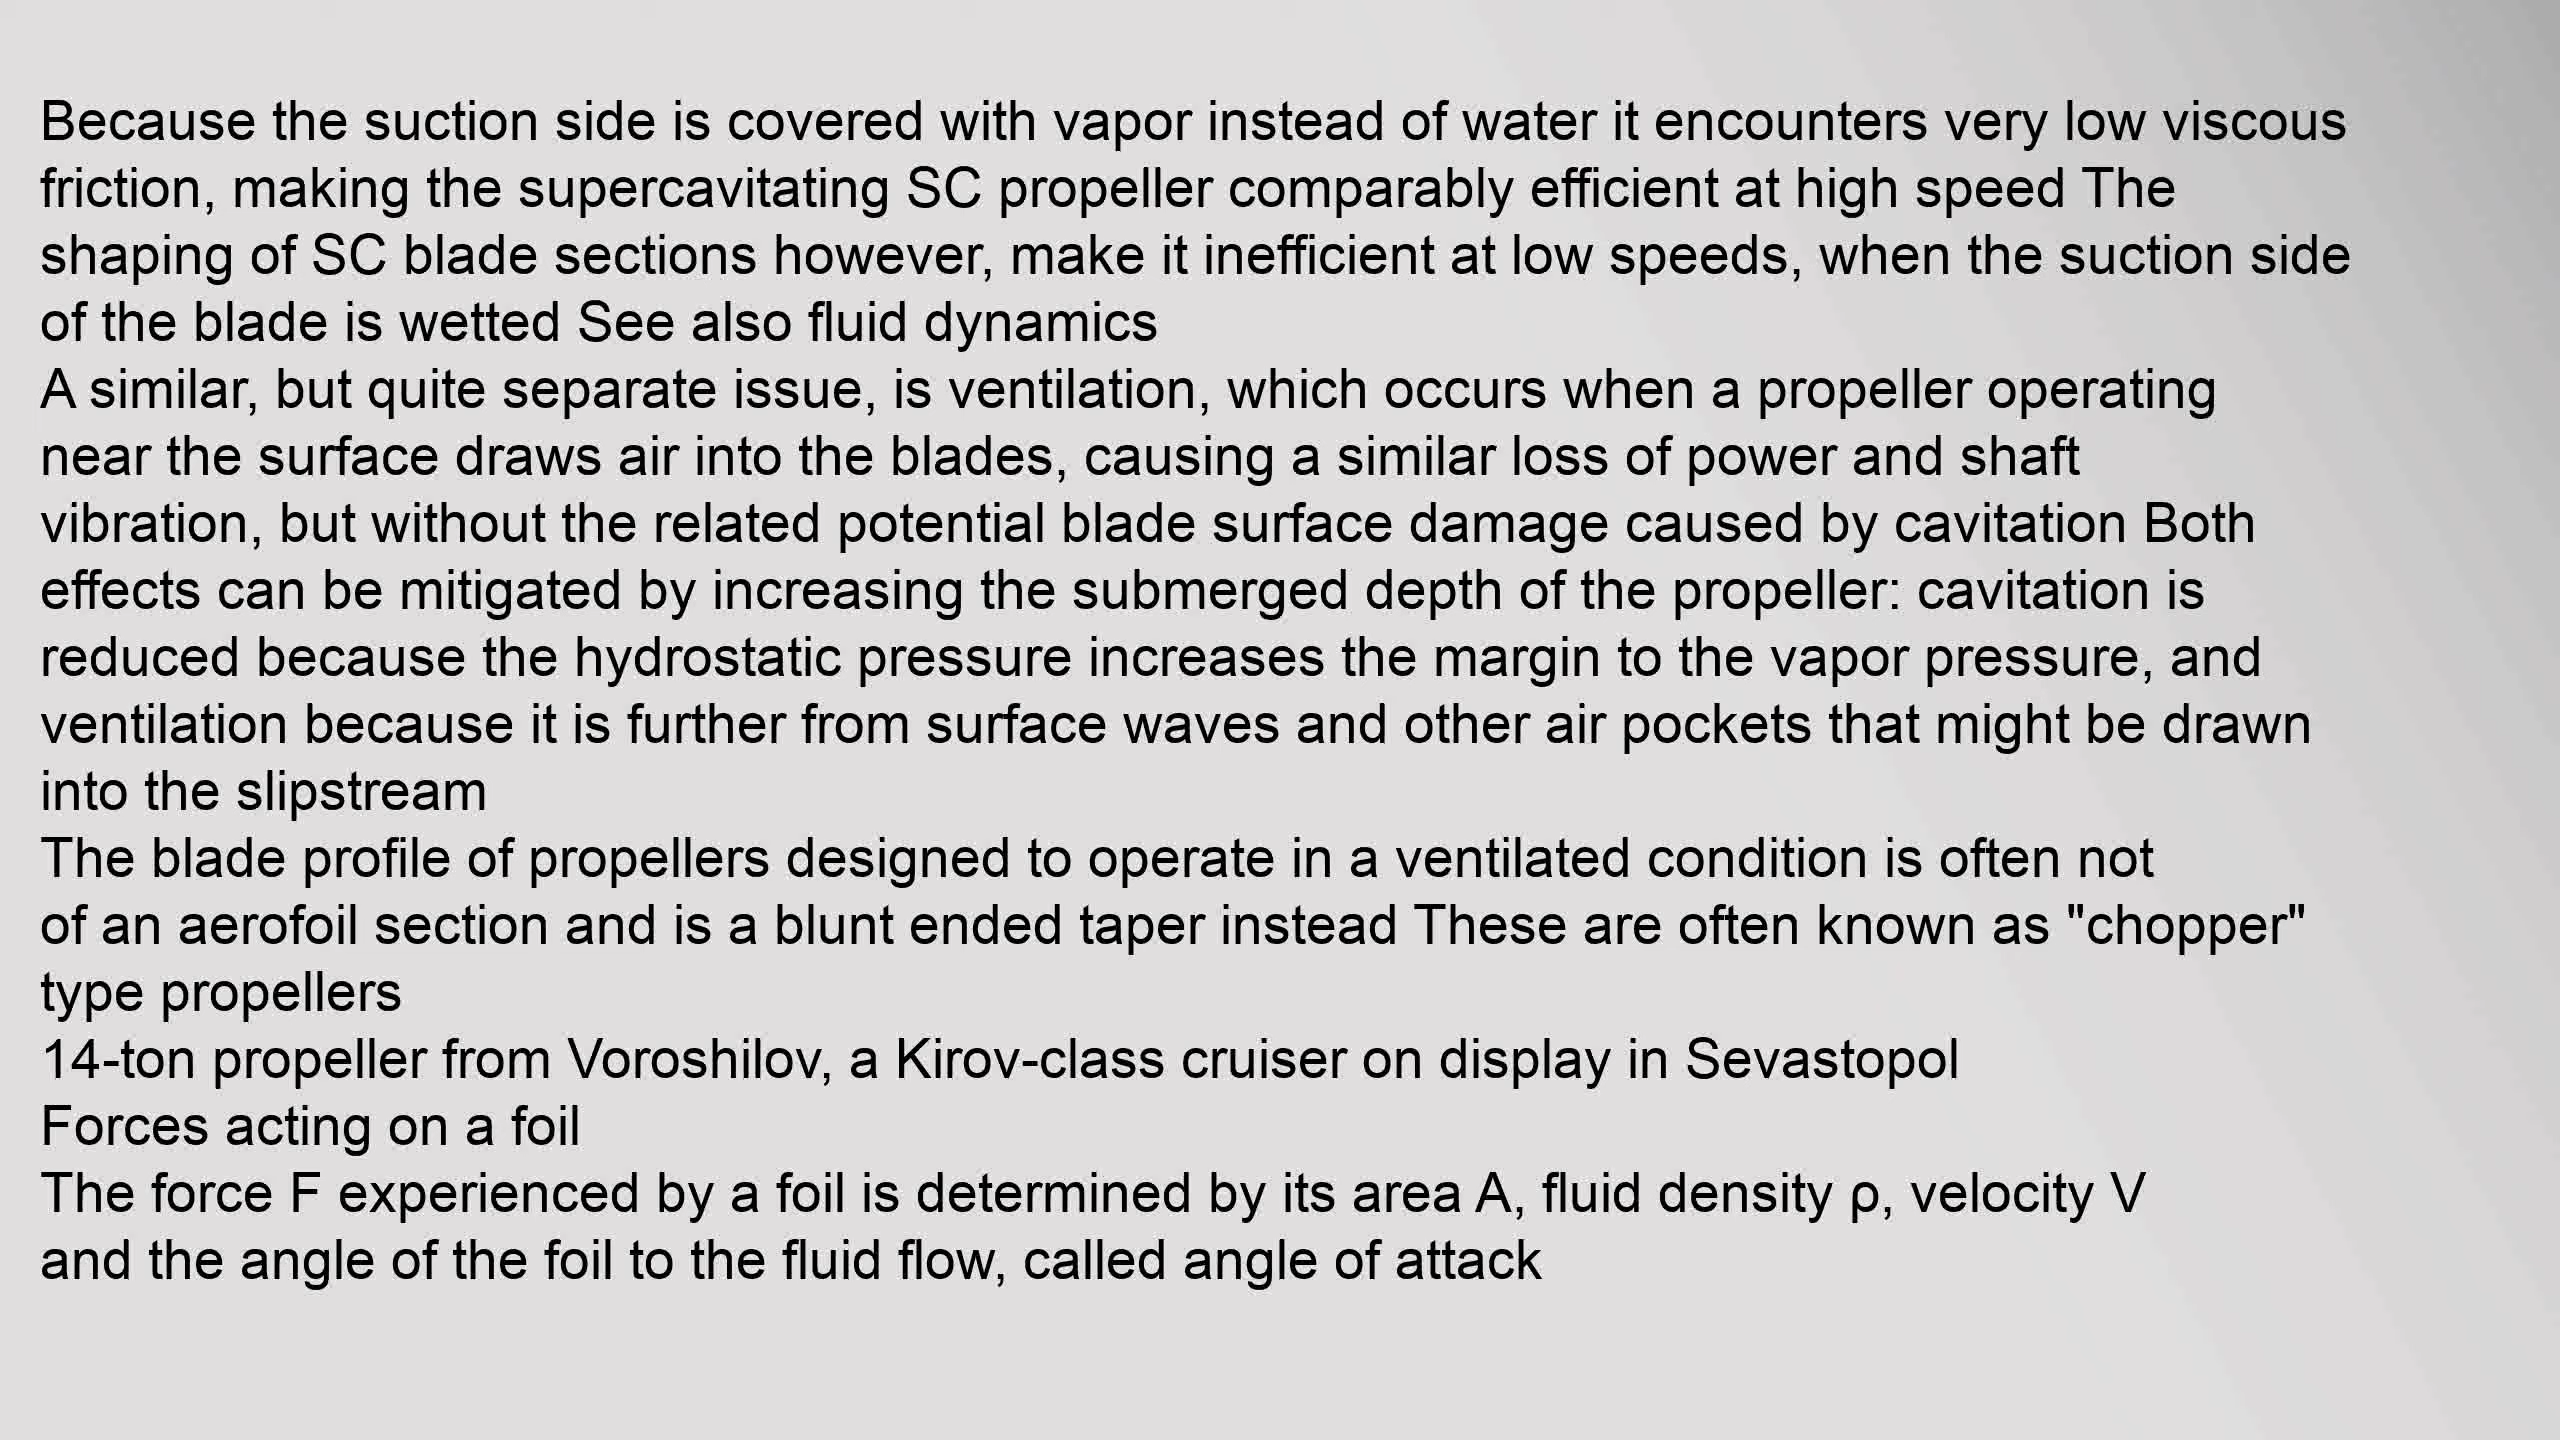 Because the suction side is covered with vapor instead of water it encounters very low viscous
friction, making the supercavitating SC propeller comparably efficient at high speed The
shaping of SC blade sections however, make it inefficient at low speeds, when the suction side
of the blade is wetted See also fluid dynamics
A similar, but quite separate issue, is ventilation, which occurs when a propeller operating
near the surface draws air into the blades, causing a similar loss of power and shaft
vibration, but without the related potential blade surface damage caused by cavitation Both
effects can be mitigated by increasing the submerged depth of the propeller: cavitation is
reduced because the hydrostatic pressure increases the margin to the vapor pressure, and
ventilation because it is further from surface waves and other air pockets that might be drawn
into the slipstream
The blade profile of propellers designed to operate in a ventilated condition is often not
of an aerofoil section and is a blunt ended taper instead These are often known as "chopper"
type propellers
14-ton propeller from Voroshilov, a Kirov-class cruiser on display in Sevastopol
Forces acting on a foil
The force F experienced by a foil is determined by its area A, fluid density ρ, velocity V
and the angle of the foil to the fluid flow, called angle of attack